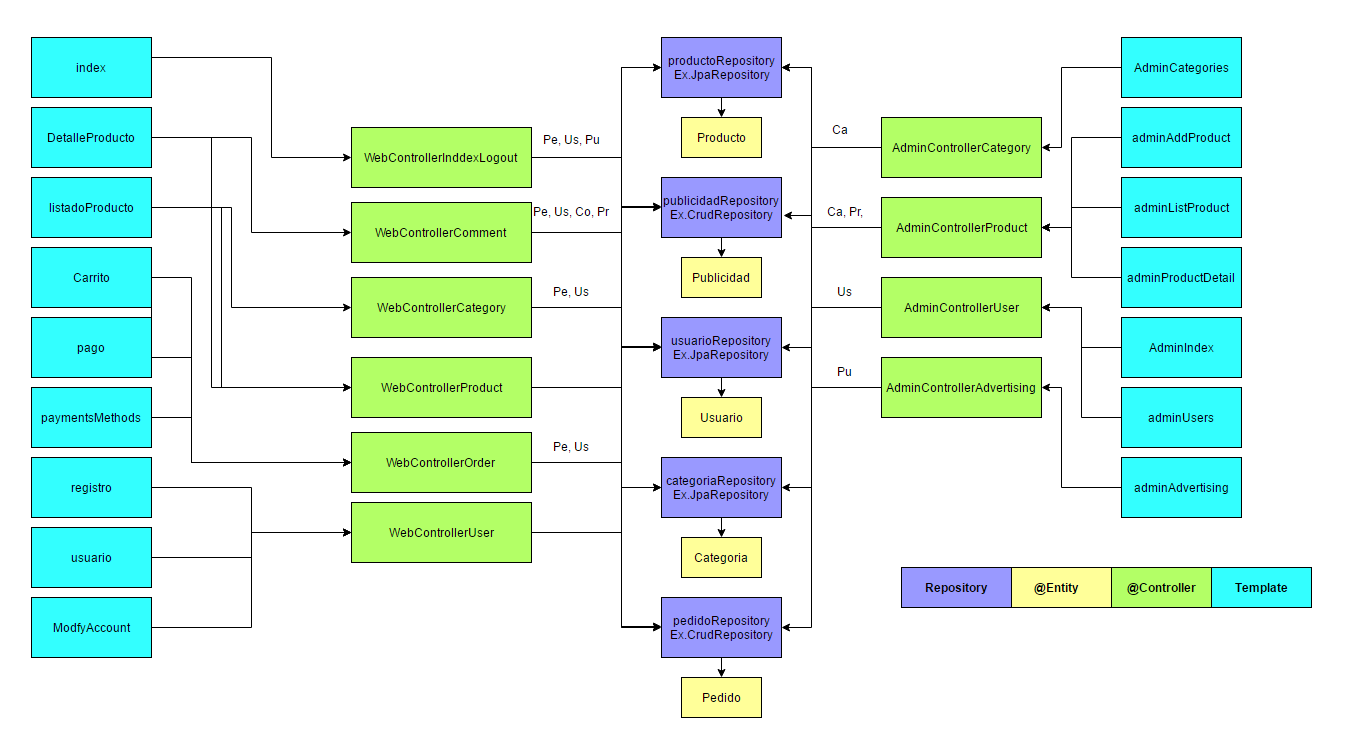 index
DetalleProducto
listadoProducto
Carrito
pago
paymentsMethods
registro
usuario
ModfyAccount
WebControllerInddexLogout
WebControllerComment
WebControllerCategory
WebControllerProduct
WebControllerOrder
WebControllerUser
Pe, Us, Pu
Pe, Us, Co, Pr
Pe, Us
Pe, Us
productoRepository
Ex.JpaRepository
Producto
publicidadRepository
Ex.CrudRepository
Publicidad
usuarioRepository
Ex.JpaRepository
Usuario
categoriaRepository
Ex.JpaRepository
Categoria
pedidoRepository
Ex.CrudRepository
Pedido
Ca
Ca, Pr,
Us
Pu
AdminControllerCategory
AdminControllerProduct
AdminControllerUser
AdminControllerAdvertising
AdminCategories
adminAddProduct
adminListProduct
adminProductDetail
AdminIndex
adminUsers
adminAdvertising
Repository
@Entity
@Controller
Template